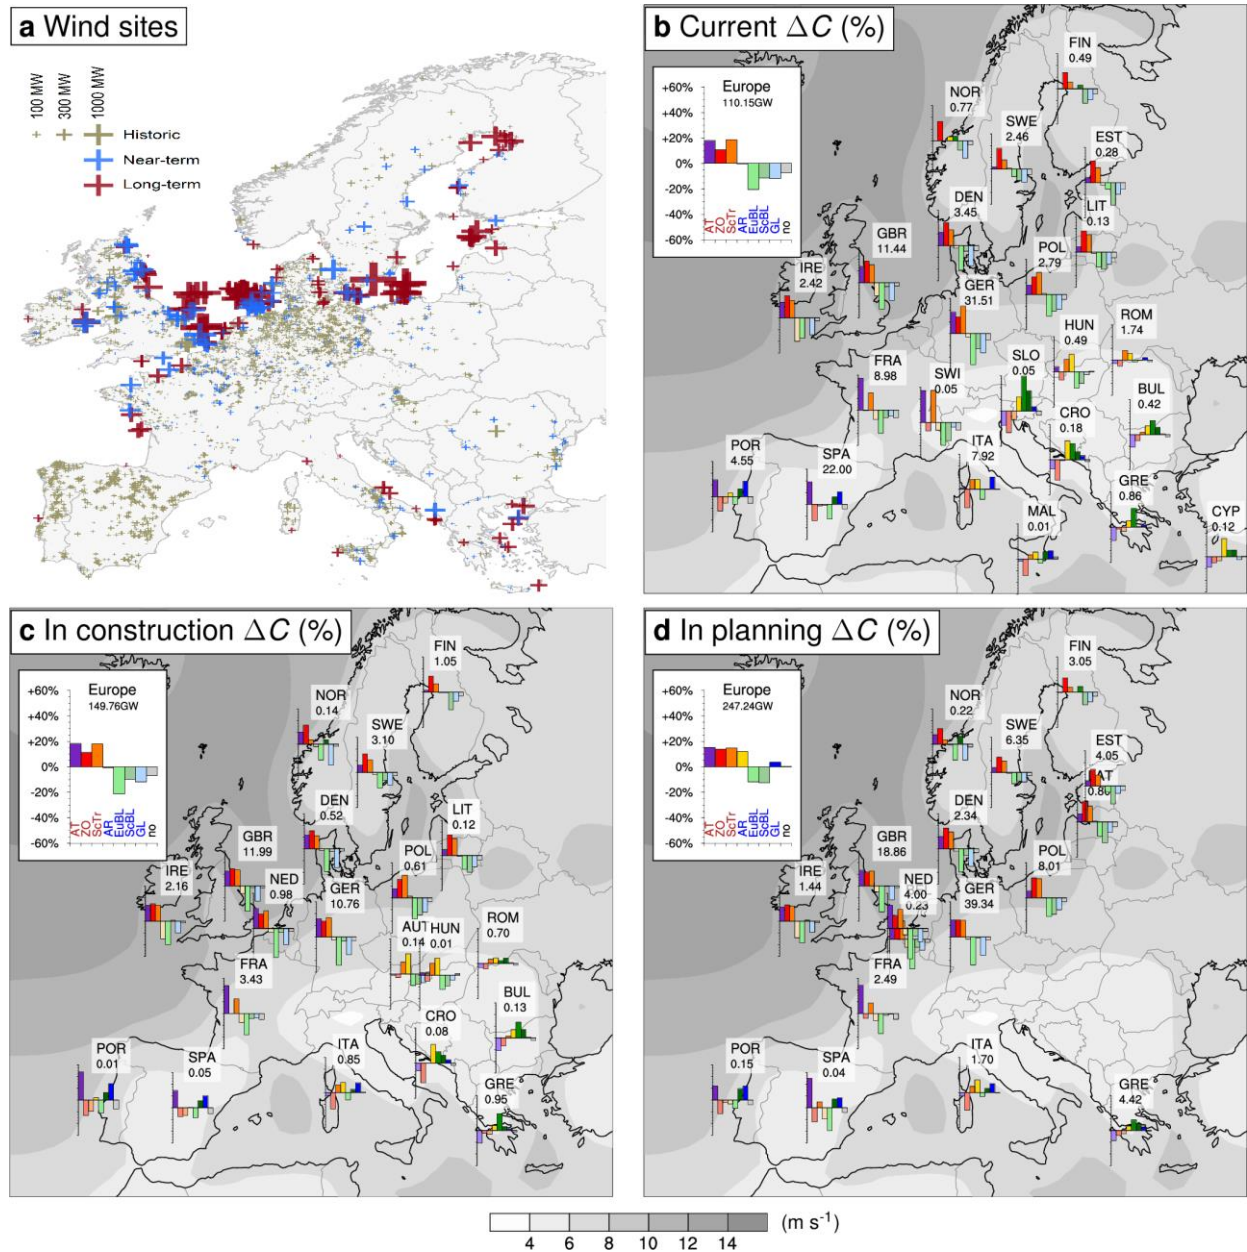 a Wind sites
100 MW
300 MW
1000 MW
Historic
Near-term
Long-term
b Current ΔC (%)
Europe
110.15GW
+60%
+40%
+20%
0%
-20%
-40%
-60%
AT
ZO
ScTr
AR
EuBL
ScBL
GL
no
FIN
0.49
NOR
0.77
SWE
2.46
EST
0.28
DEN
3.45
LIT
0.13
GBR
11.44
POL
2.79
IRE
2.42
GER
31.51
HUN
0.49
ROM
1.74
FRA
8.98
SWI
0.05
SLO
0.05
BUL
0.42
CRO
0.18
POR
4.55
SPA
22.00
ITA
7.92
GRE
0.86
MAL
0.01
CYP
0.12
c In construction ΔC (%)
Europe
149.76GW
+60%
+40%
+20%
0%
-20%
-40%
-60%
AT
ZO
ScTr
AR
EuBL
ScBL
GL
no
FIN
1.05
NOR
0.14
SWE
3.10
DEN
0.52
LIT
0.12
GBR
11.99
POL
0.61
IRE
2.16
NED
0.98
GER
10.76
AUT
0.14
HUN
0.01
ROM
0.70
FRA
3.43
BUL
0.13
CRO
0.08
POR
0.01
SPA
0.05
ITA
0.85
GRE
0.95
d In planning ΔC (%)
Europe
247.24GW
+60%
+40%
+20%
0%
-20%
-40%
-60%
AT
ZO
ScTr
AR
EuBL
ScBL
GL
no
FIN
3.05
NOR
0.22
SWE
6.35
EST
4.05
DEN
2.34
GBR
18.86
POL
8.01
IRE
1.44
NED
4.00
0.23
GER
39.34
FRA
2.49
POR
0.15
SPA
0.04
ITA
1.70
GRE
4.42
4 6 8 10 12 14
(m s⁻¹)